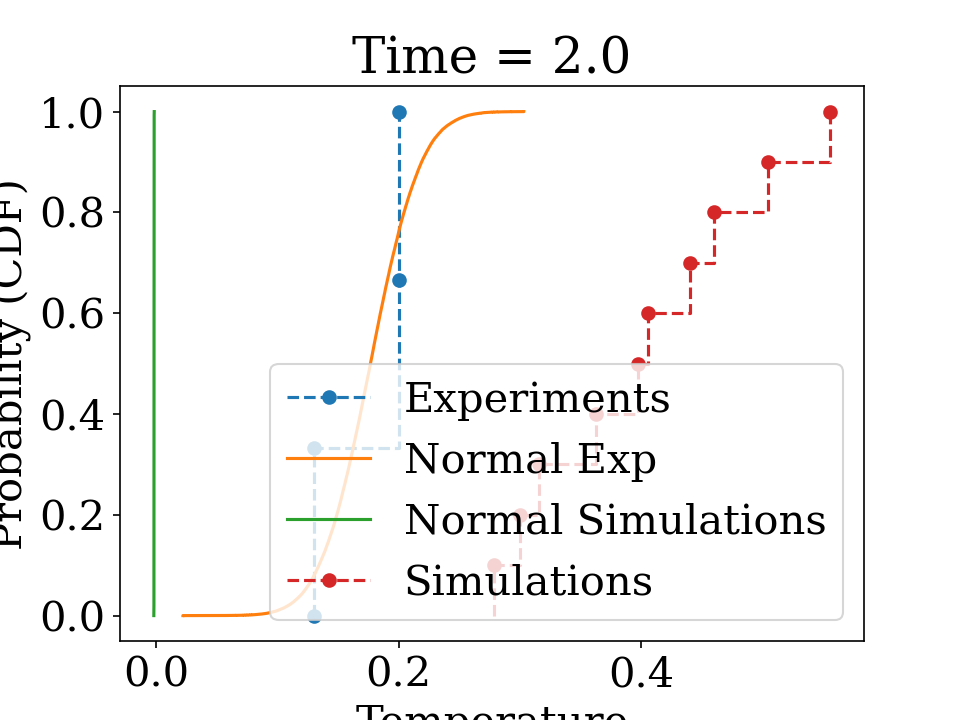 Time = 2.0
1.0
0.8
0.6
0.4
0.2
0.0
Probability (CDF)
Experiments
Normal Exp
Normal Simulations
Simulations
0.0 0.2 0.4
Temperature